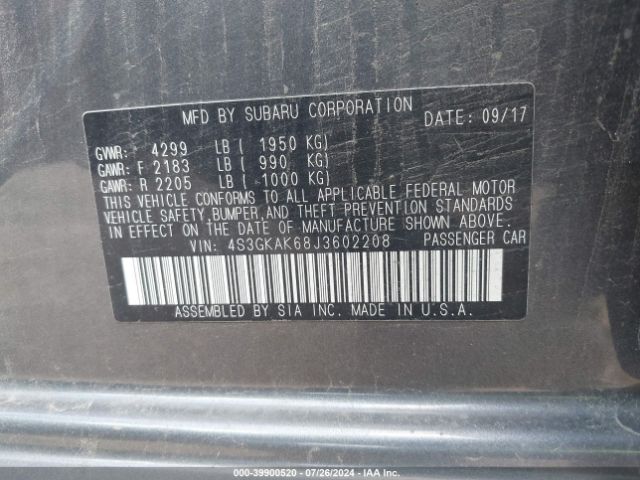 MFD BY SUBARU CORPORATION DATE: 09/17
GVWR: 4299 LB ( 1950 KG)
GAWR: F 2183 LB ( 990 KG)
GAWR: R 2205 LB ( 1000 KG)
THIS VEHICLE CONFORMS TO ALL APPLICABLE FEDERAL MOTOR
VEHICLE SAFETY, BUMPER, AND THEFT PREVENTION STANDARDS
IN EFFECT ON THE DATE OF MANUFACTURE SHOWN ABOVE.
VIN: 4S3GKAK68J3602208 PASSENGER CAR
ASSEMBLED BY SIA INC. MADE IN U.S.A.
000-39900520 - 07/26/2024 - IAA Inc.